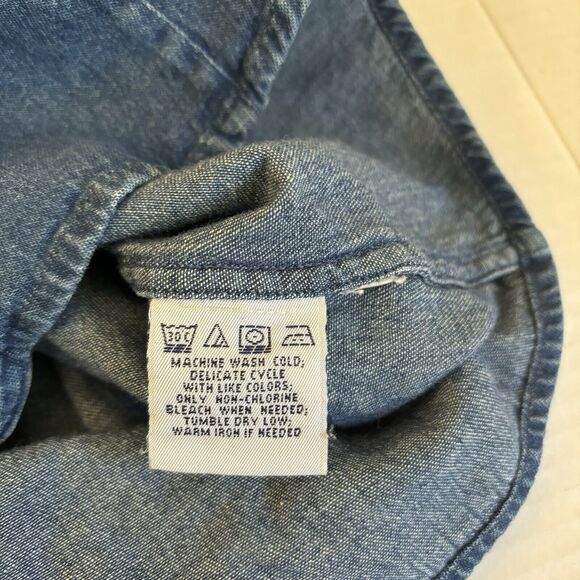 30C
MACHINE WASH COLD;
DELICATE CYCLE
WITH LIKE COLORS;
ONLY NON-CHLORINE
BLEACH WHEN NEEDED;
TUMBLE DRY LOW;
WARM IRON IF NEEDED